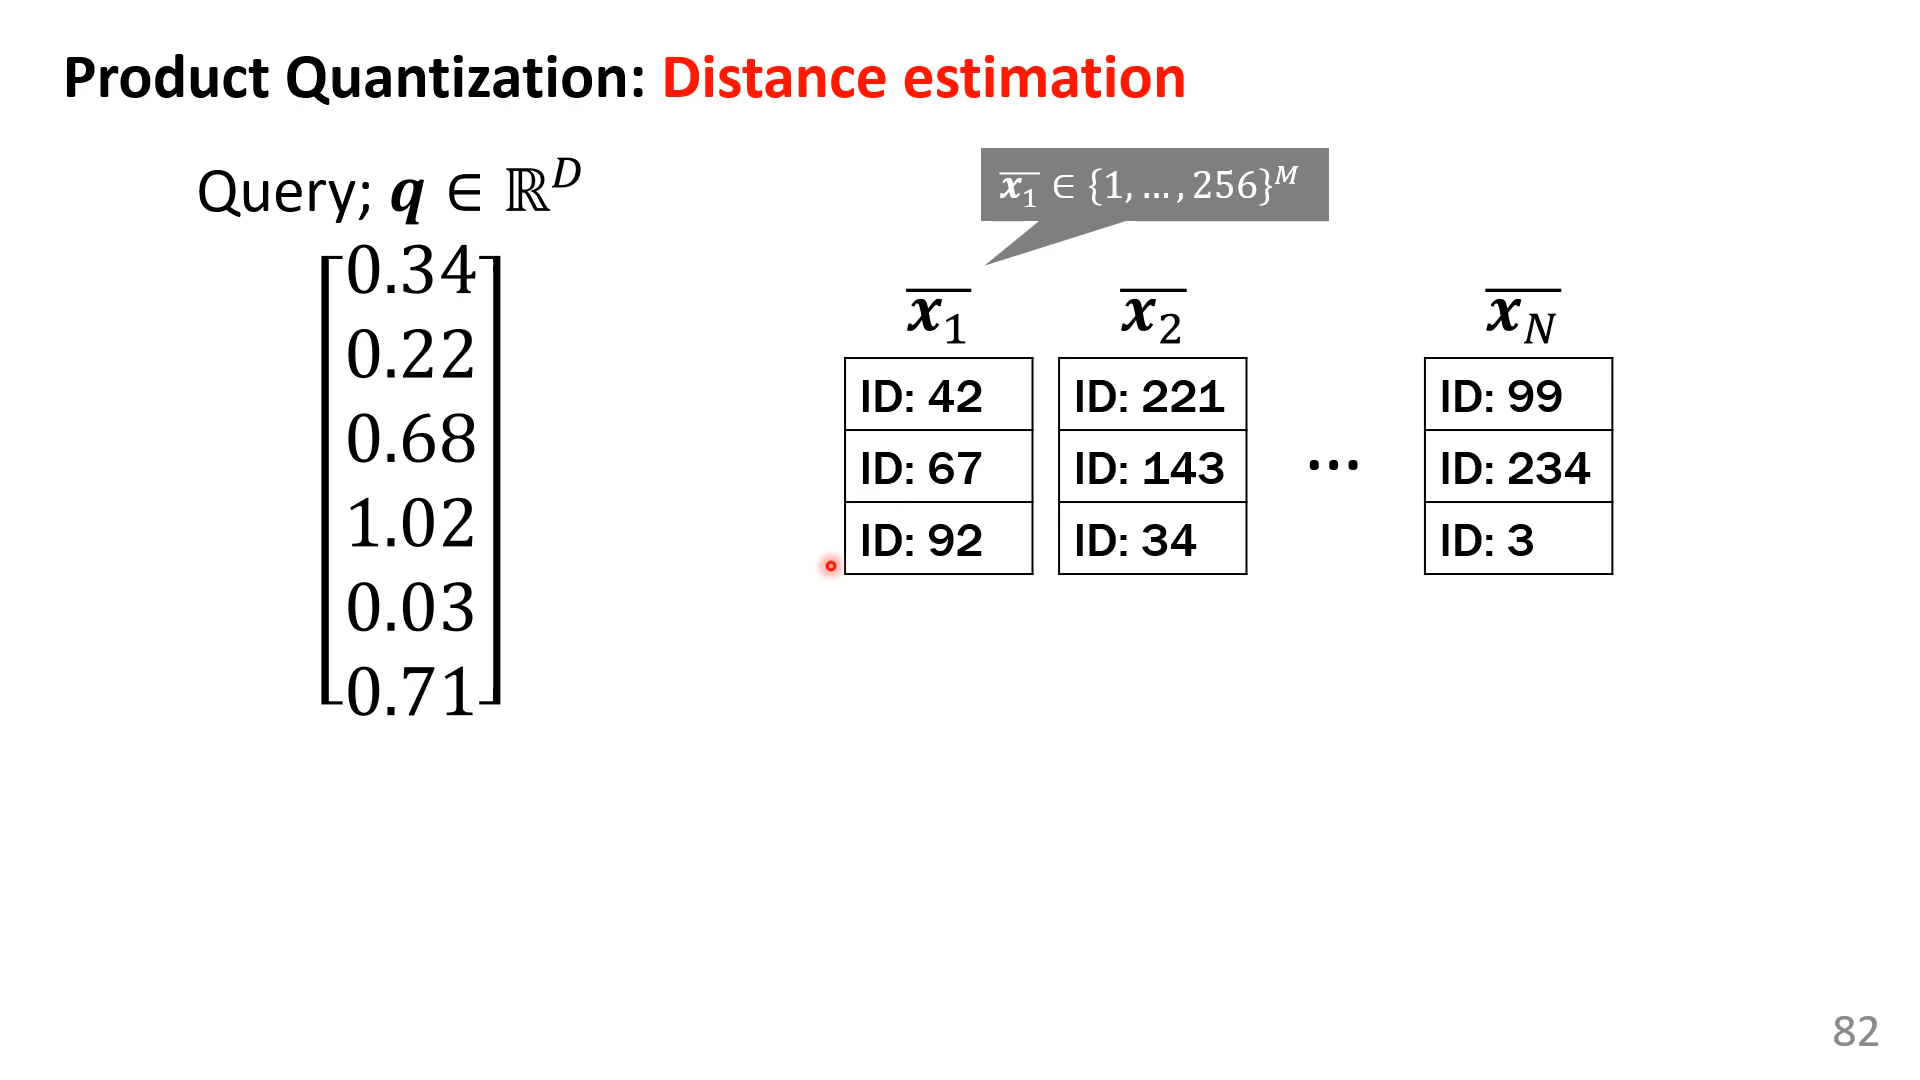 Product Quantization: Distance estimation
Query; 𝒒 ∈ ℝ^𝐷
0.34
0.22
0.68
1.02
0.03
0.71
𝒙̅₁ ∈ {1, … , 256}^𝑀
𝒙̅₁ 𝒙̅₂ 𝒙̅_𝑁
ID: 42 ID: 221 ID: 99
ID: 67 ID: 143 … ID: 234
ID: 92 ID: 34 ID: 3
82